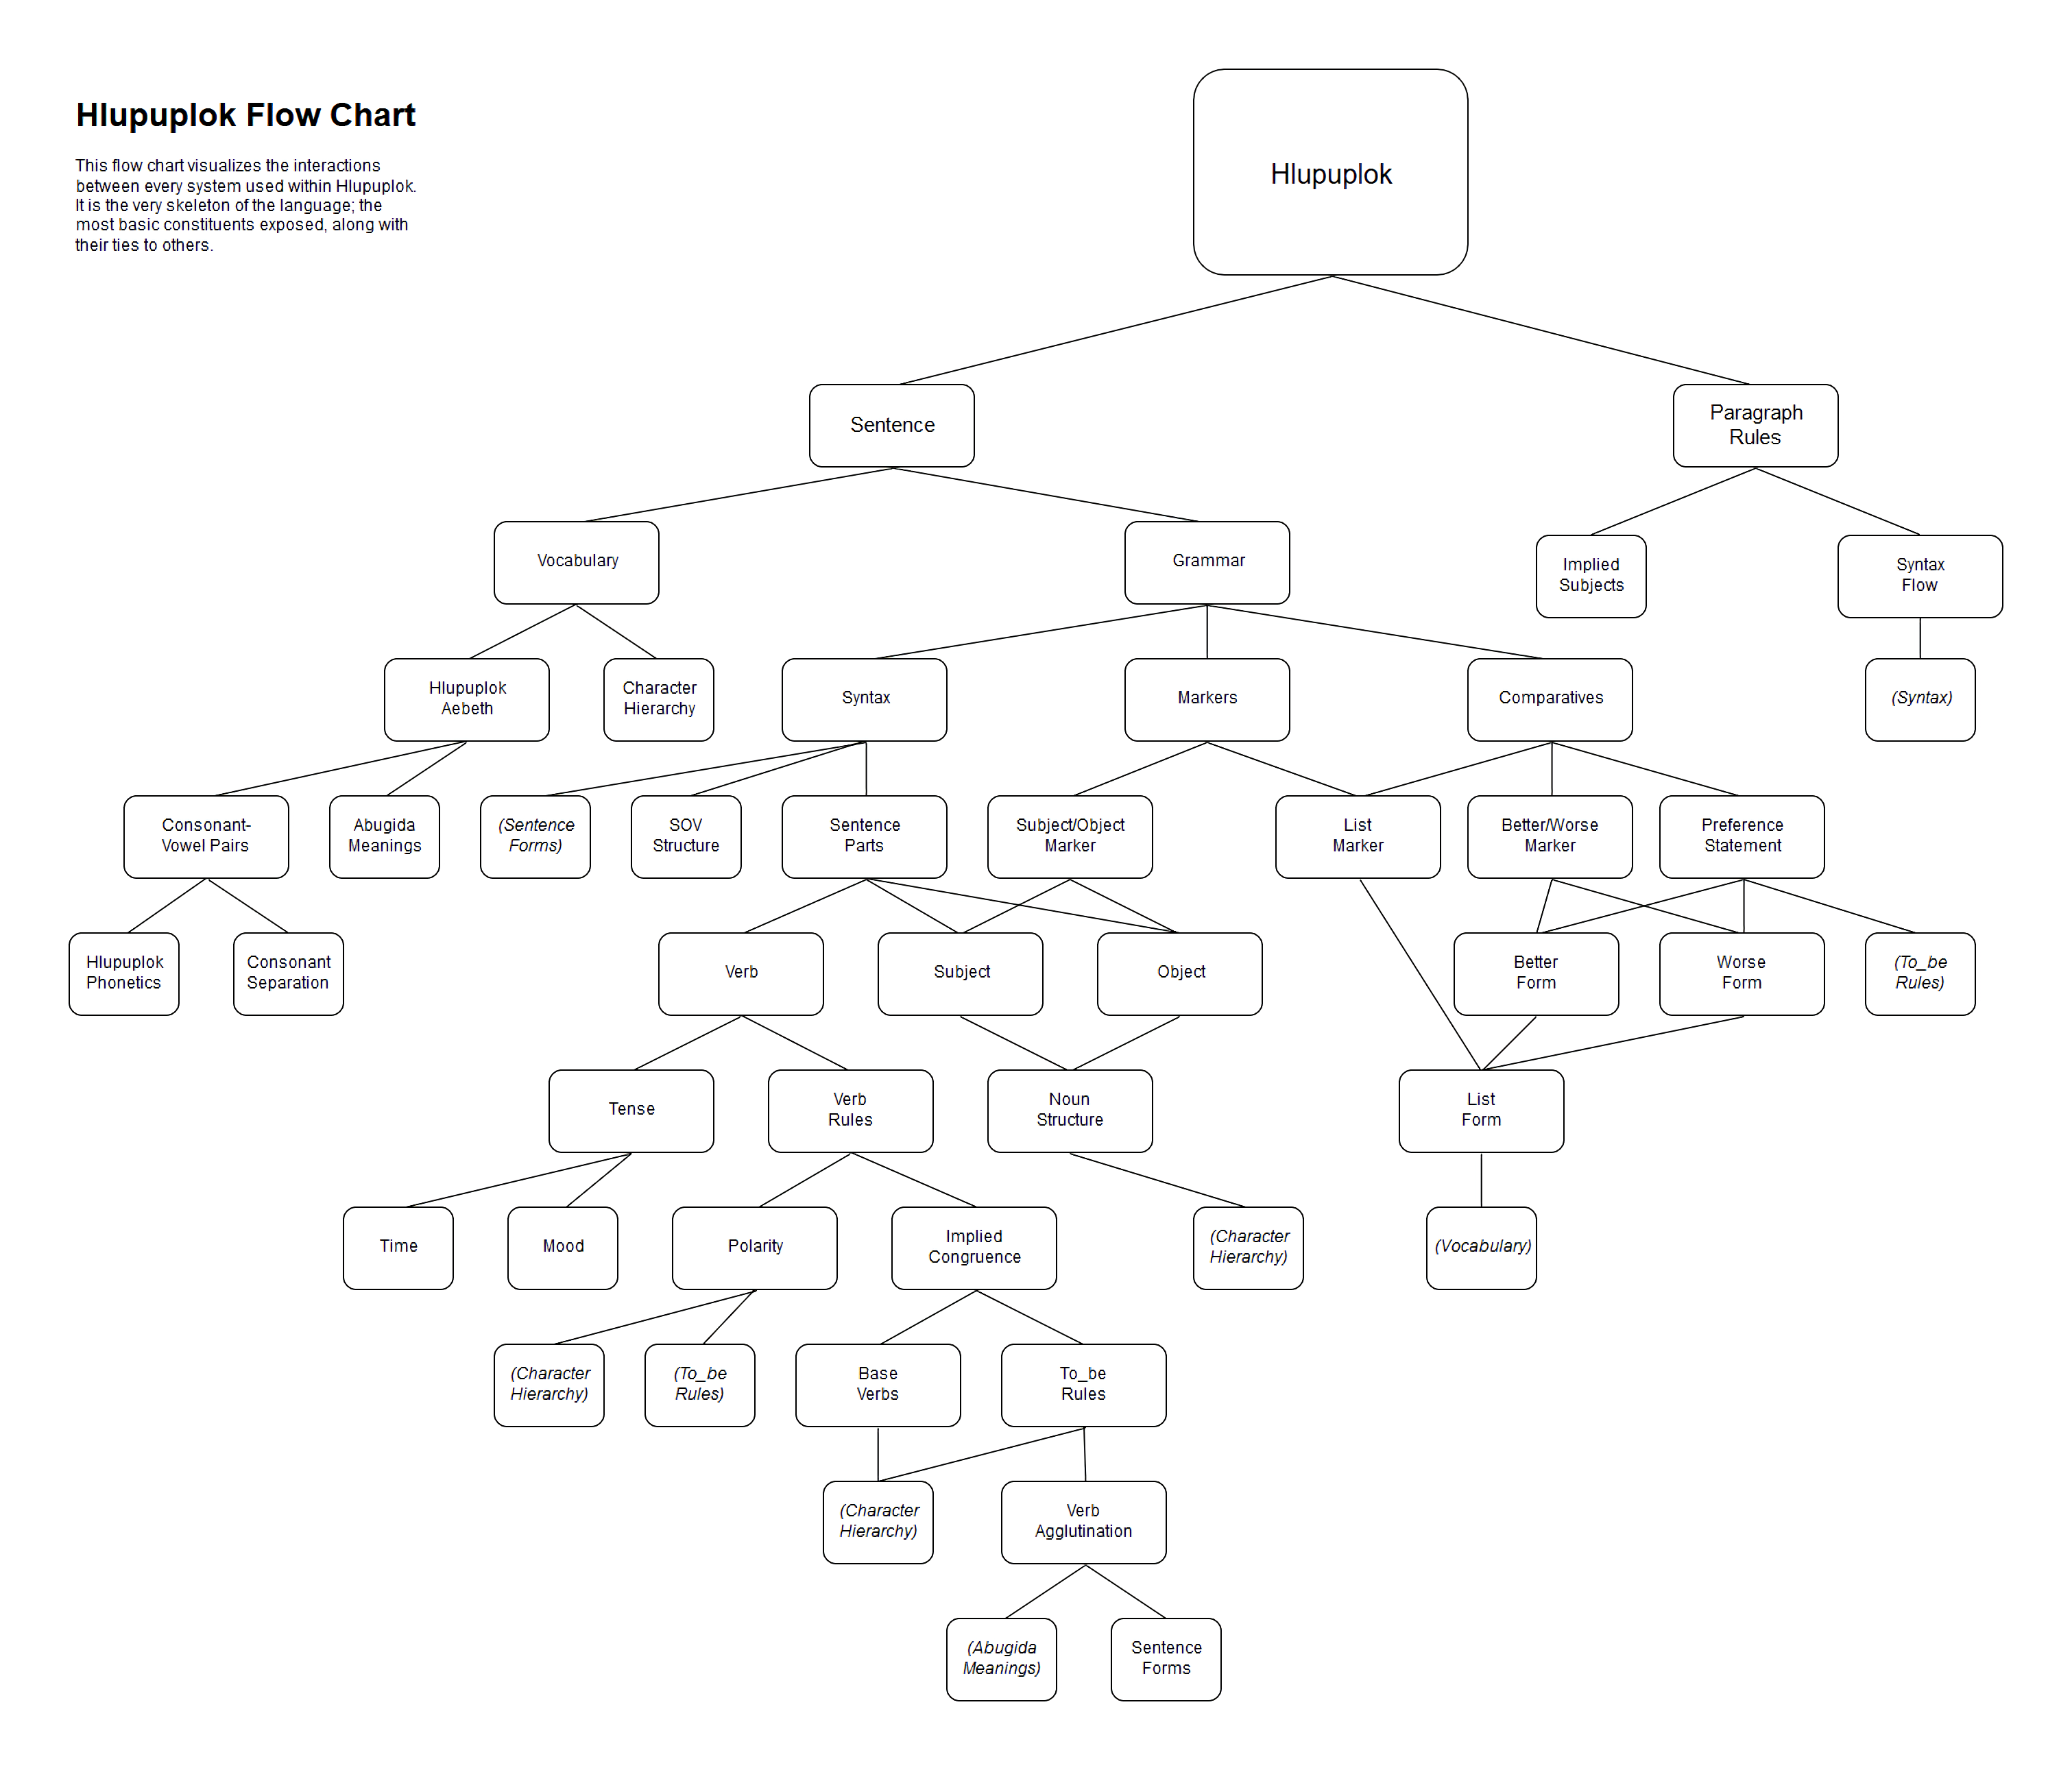 Hlupuplok Flow Chart
This flow chart visualizes the interactions
between every system used within Hlupuplok.
It is the very skeleton of the language; the
most basic constituents exposed, along with
their ties to others.
Hlupuplok
Sentence
Paragraph
Rules
Vocabulary
Grammar
Implied
Subjects
Syntax
Flow
Hlupuplok
Aebeth
Character
Hierarchy
Syntax
Markers
Comparatives
(Syntax)
Consonant-
Vowel Pairs
Abugida
Meanings
(Sentence
Forms)
SOV
Structure
Sentence
Parts
Subject/Object
Marker
List
Marker
Better/Worse
Marker
Preference
Statement
Hlupuplok
Phonetics
Consonant
Separation
Verb
Subject
Object
Better
Form
Worse
Form
(To_be
Rules)
Tense
Verb
Rules
Noun
Structure
List
Form
Time
Mood
Polarity
Implied
Congruence
(Character
Hierarchy)
(Vocabulary)
(Character
Hierarchy)
(To_be
Rules)
Base
Verbs
To_be
Rules
(Character
Hierarchy)
Verb
Agglutination
(Abugida
Meanings)
Sentence
Forms